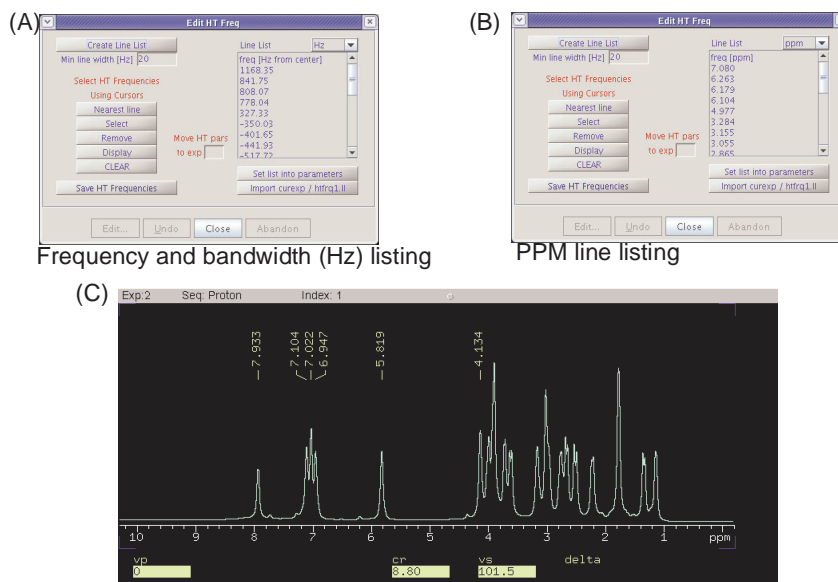 (A)
Edit HT Freq
Create Line List
Line List
Hz
Min line width [Hz] 20
freq [Hz from center]
1168.35
841.75
808.07
778.04
327.33
-350.03
-401.65
-441.93
-517.72
Select HT Frequencies
Using Cursors
Nearest line
Select
Remove
Display
CLEAR
Move HT pars
to exp
Set list into parameters
Save HT Frequencies
Import curexp / htfrq1.ll
Edit...
Undo
Close
Abandon
Frequency and bandwidth (Hz) listing
(B)
Edit HT Freq
Create Line List
Line List
ppm
Min line width [Hz] 20
freq [ppm]
7.080
6.263
6.179
6.104
4.977
3.284
3.155
3.055
2.865
Select HT Frequencies
Using Cursors
Nearest line
Select
Remove
Display
CLEAR
Move HT pars
to exp
Set list into parameters
Save HT Frequencies
Import curexp / htfrq1.ll
Edit...
Undo
Close
Abandon
PPM line listing
(C)
Exp:2 Seq: Proton Index: 1
7.933
7.104
7.022
6.947
5.819
4.134
10 9 8 7 6 5 4 3 2 1 ppm
vp cr vs delta
0 8.80 101.5